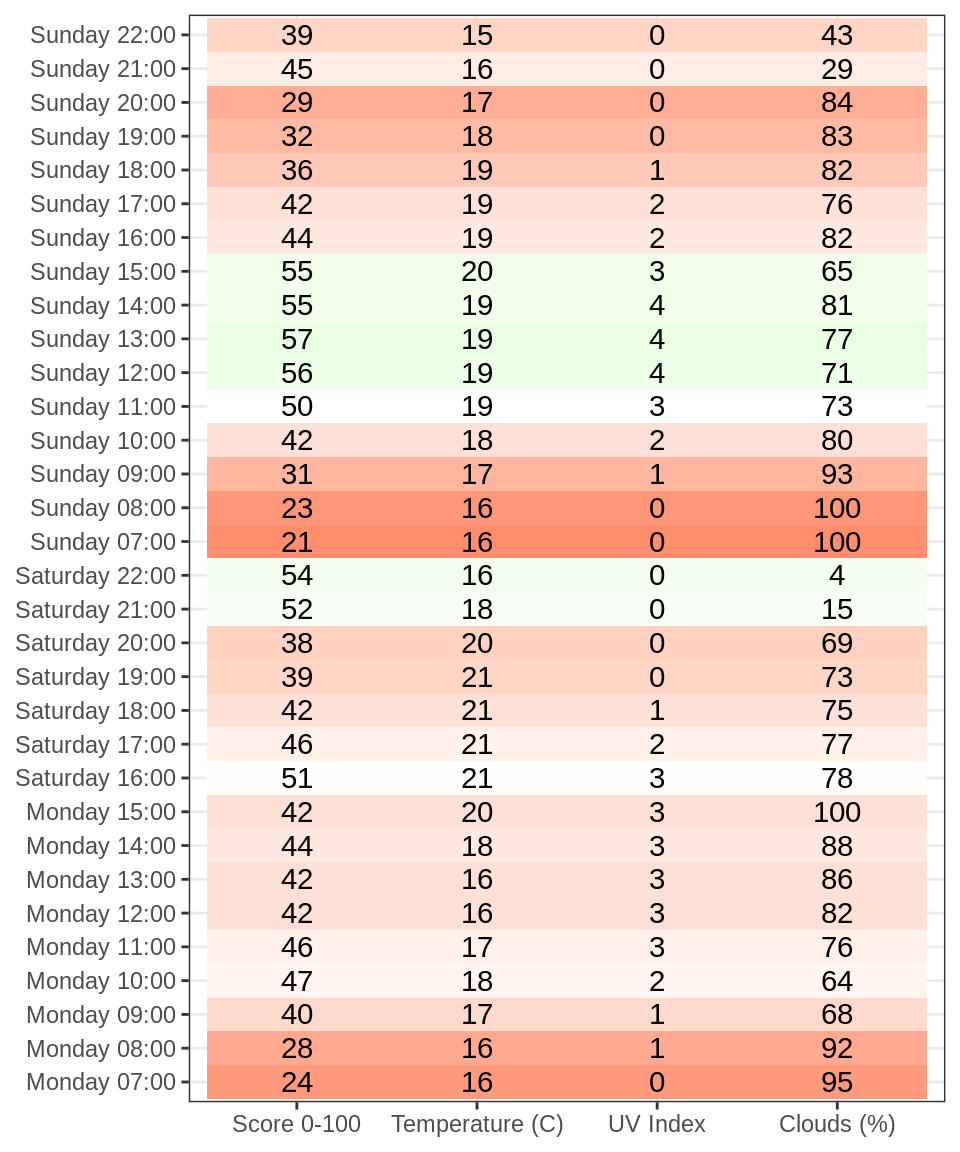 Sunday 22:00 39 15 0 43
Sunday 21:00 45 16 0 29
Sunday 20:00 29 17 0 84
Sunday 19:00 32 18 0 83
Sunday 18:00 36 19 1 82
Sunday 17:00 42 19 2 76
Sunday 16:00 44 19 2 82
Sunday 15:00 55 20 3 65
Sunday 14:00 55 19 4 81
Sunday 13:00 57 19 4 77
Sunday 12:00 56 19 4 71
Sunday 11:00 50 19 3 73
Sunday 10:00 42 18 2 80
Sunday 09:00 31 17 1 93
Sunday 08:00 23 16 0 100
Sunday 07:00 21 16 0 100
Saturday 22:00 54 16 0 4
Saturday 21:00 52 18 0 15
Saturday 20:00 38 20 0 69
Saturday 19:00 39 21 0 73
Saturday 18:00 42 21 1 75
Saturday 17:00 46 21 2 77
Saturday 16:00 51 21 3 78
Monday 15:00 42 20 3 100
Monday 14:00 44 18 3 88
Monday 13:00 42 16 3 86
Monday 12:00 42 16 3 82
Monday 11:00 46 17 3 76
Monday 10:00 47 18 2 64
Monday 09:00 40 17 1 68
Monday 08:00 28 16 1 92
Monday 07:00 24 16 0 95
Score 0-100 Temperature (C) UV Index Clouds (%)